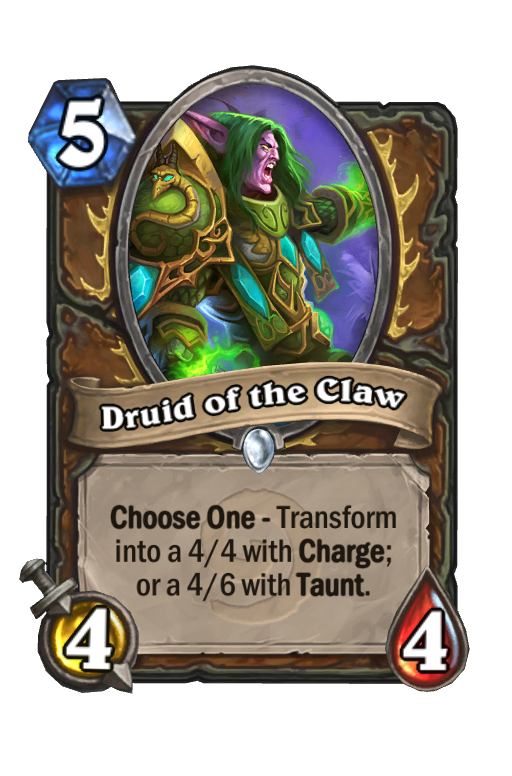 5
Druid of the Claw
Choose One - Transform
into a 4/4 with Charge;
or a 4/6 with Taunt.
4
4